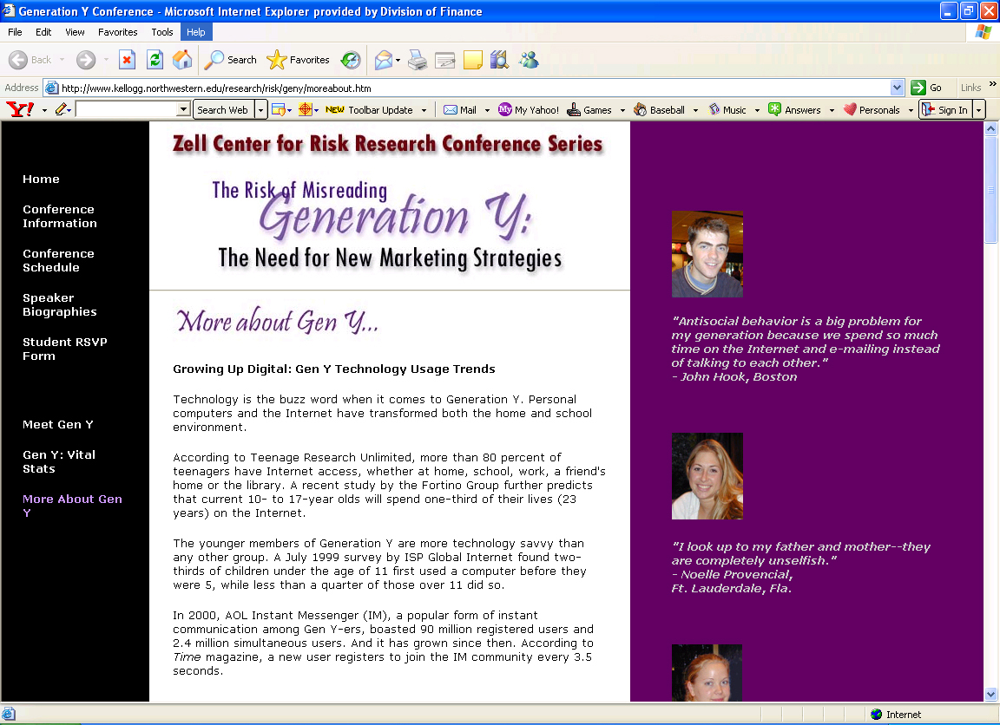 Generation Y Conference - Microsoft Internet Explorer provided by Division of Finance
File Edit View Favorites Tools Help
Back Search Favorites
Address http://www.kellogg.northwestern.edu/research/risk/geny/moreabout.htm Go Links »
Y! Search Web NEW Toolbar Update Mail My My Yahoo! Games Baseball Music Answers Personals Sign In
Home
Conference
Information
Conference
Schedule
Speaker
Biographies
Student RSVP
Form
Meet Gen Y
Gen Y: Vital
Stats
More About Gen
Y
Zell Center for Risk Research Conference Series
The Risk of Misreading
Generation Y:
The Need for New Marketing Strategies
More about Gen Y...
Growing Up Digital: Gen Y Technology Usage Trends
Technology is the buzz word when it comes to Generation Y. Personal
computers and the Internet have transformed both the home and school
environment.
According to Teenage Research Unlimited, more than 80 percent of
teenagers have Internet access, whether at home, school, work, a friend's
home or the library. A recent study by the Fortino Group further predicts
that current 10- to 17-year olds will spend one-third of their lives (23
years) on the Internet.
The younger members of Generation Y are more technology savvy than
any other group. A July 1999 survey by ISP Global Internet found two-
thirds of children under the age of 11 first used a computer before they
were 5, while less than a quarter of those over 11 did so.
In 2000, AOL Instant Messenger (IM), a popular form of instant
communication among Gen Y-ers, boasted 90 million registered users and
2.4 million simultaneous users. And it has grown since then. According to
Time magazine, a new user registers to join the IM community every 3.5
seconds.
"Antisocial behavior is a big problem for
my generation because we spend so much
time on the Internet and e-mailing instead
of talking to each other."
- John Hook, Boston
"I look up to my father and mother--they
are completely unselfish."
- Noelle Provencial,
Ft. Lauderdale, Fla.
Internet